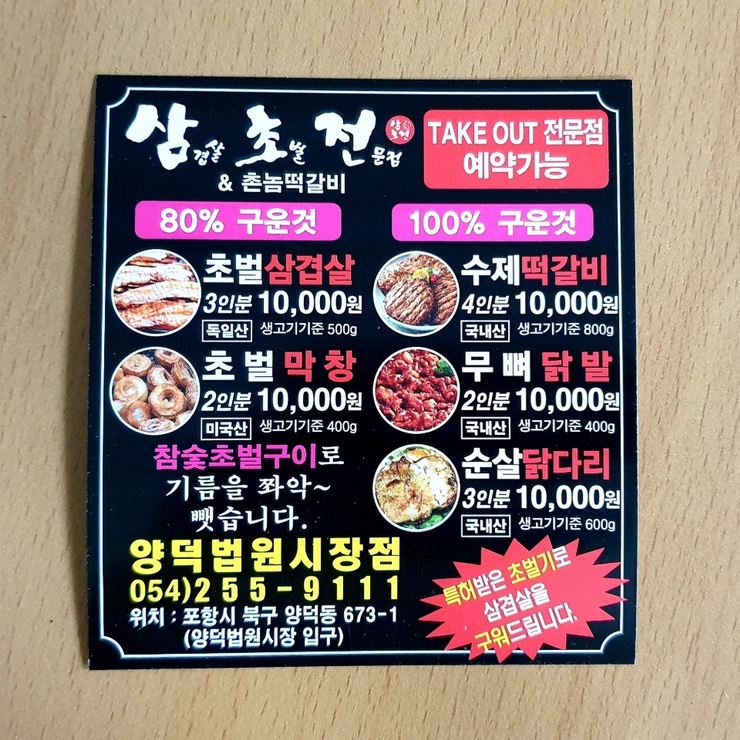 삼겹살 초벌 전문점
& 촌놈떡갈비
TAKE OUT 전문점
예약가능
80% 구운것
초벌삼겹살
3인분 10,000원
독일산 생고기기준 500g
초벌막창
2인분 10,000원
미국산 생고기기준 400g
100% 구운것
수제떡갈비
4인분 10,000원
국내산 생고기기준 800g
무뼈닭발
2인분 10,000원
국내산 생고기기준 400g
순살닭다리
3인분 10,000원
국내산 생고기기준 600g
참숯초벌구이로
기름을 쫘악~
뺏습니다.
양덕법원시장점
054)255-9111
위치 : 포항시 북구 양덕동 673-1
(양덕법원시장 입구)
특허받은 초벌기로
삼겹살을
구워드립니다.